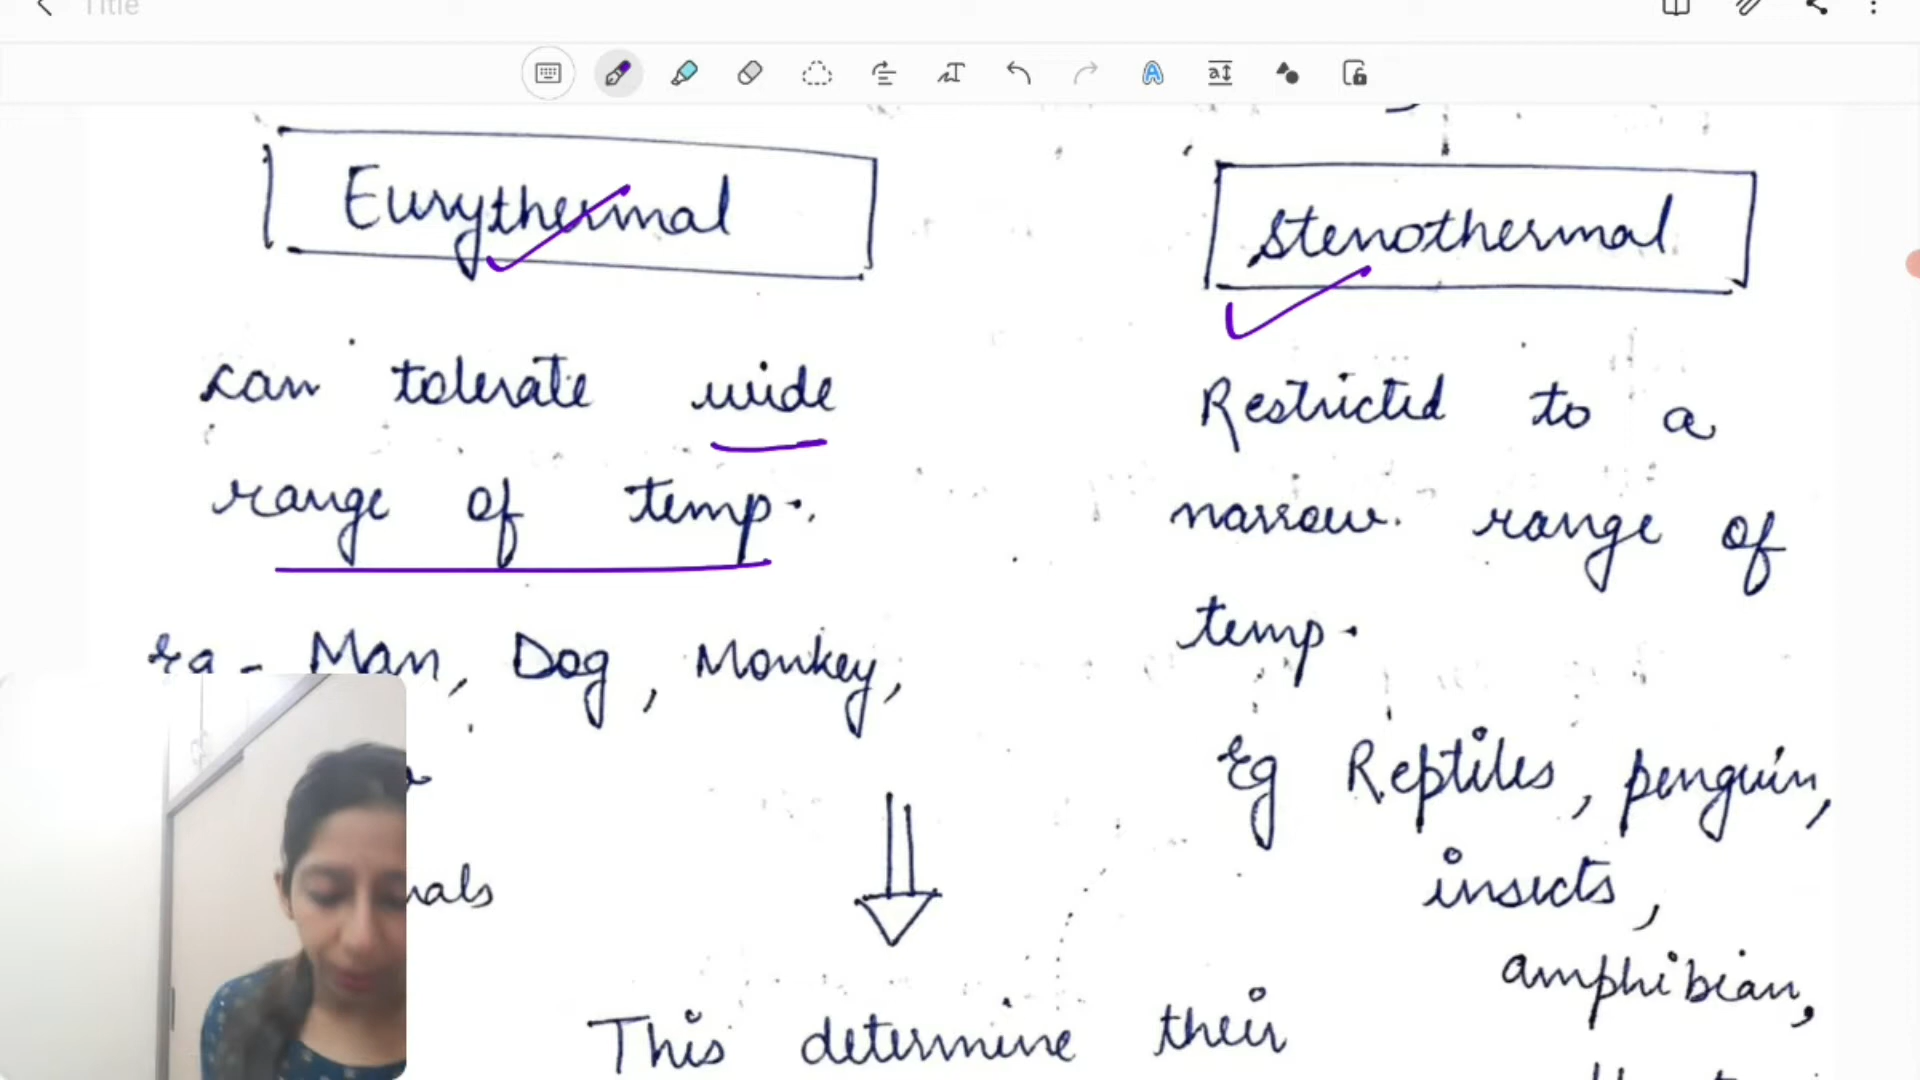 Title
Eurythermal
can tolerate wide
range of temp.
Man, Dog, Monkey,
stenothermal
Restricted to a
narrow range of
temp.
Eg Reptiles, penguin,
insects,
amphibian,
This determine their